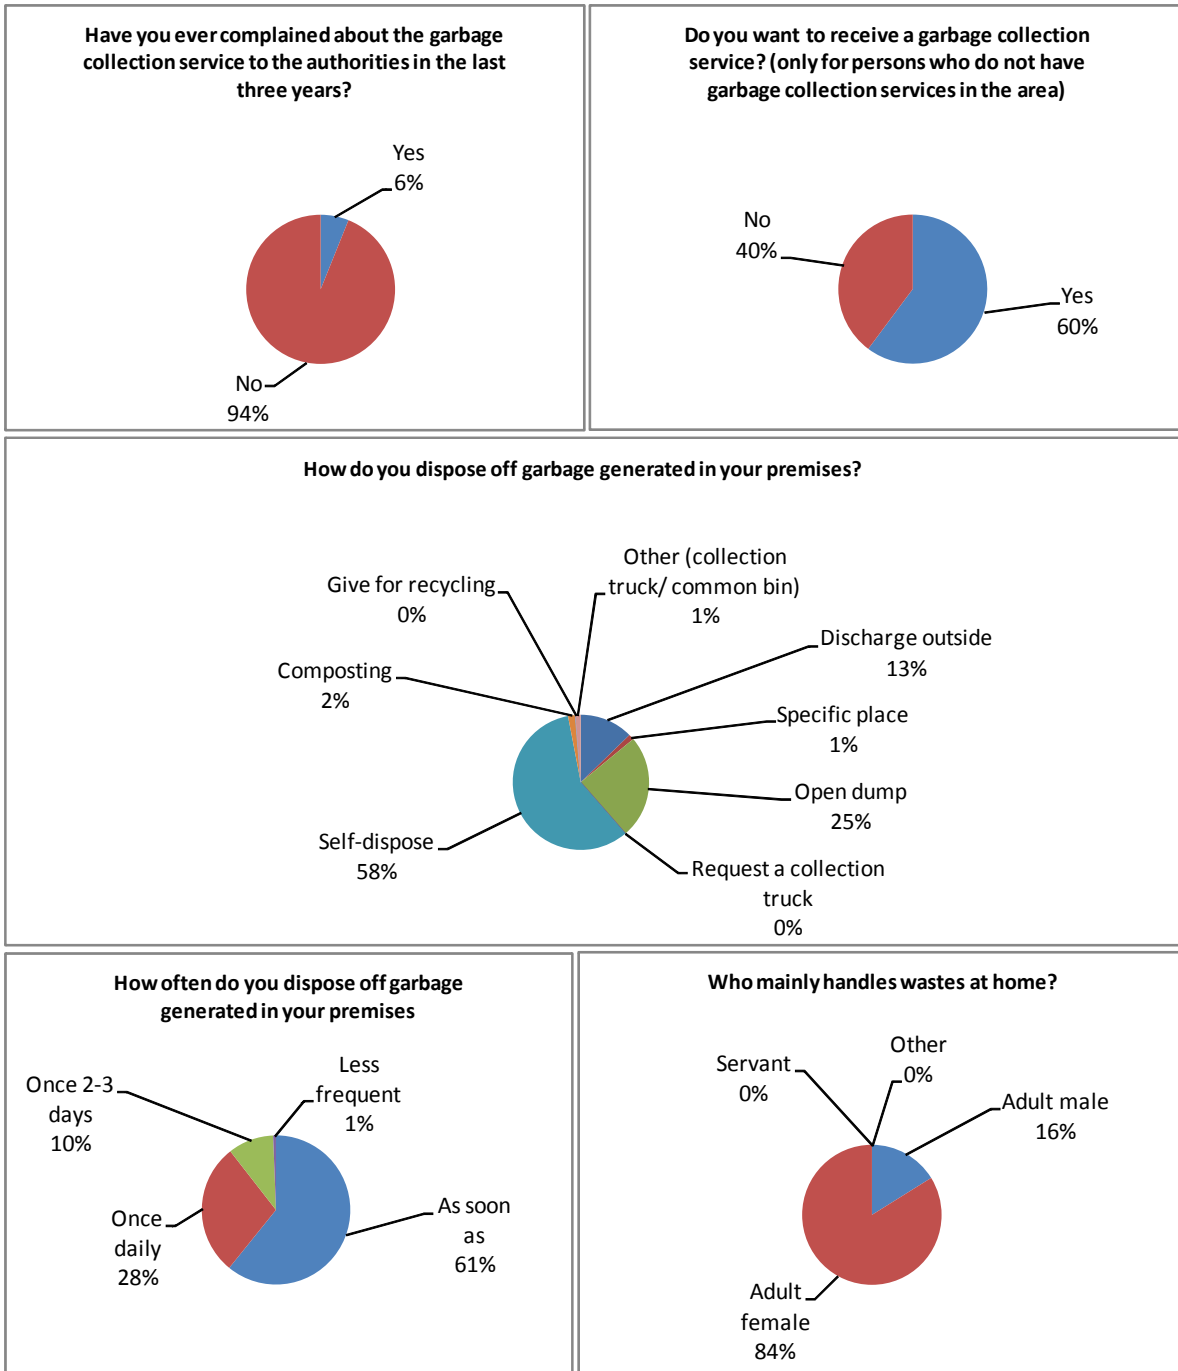 Have you ever complained about the garbage
collection service to the authorities in the last
three years?
Yes
6%
No
94%
Do you want to receive a garbage collection
service? (only for persons who do not have
garbage collection services in the area)
No
40%
Yes
60%
How do you dispose off garbage generated in your premises?
Other (collection
truck/ common bin)
1%
Give for recycling
0%
Discharge outside
13%
Composting
2%
Specific place
1%
Open dump
25%
Self-dispose
58%
Request a collection
truck
0%
How often do you dispose off garbage
generated in your premises
Less
frequent
1%
Once 2-3
days
10%
As soon
as
61%
Once
daily
28%
Who mainly handles wastes at home?
Other
0%
Servant
0%
Adult male
16%
Adult
female
84%